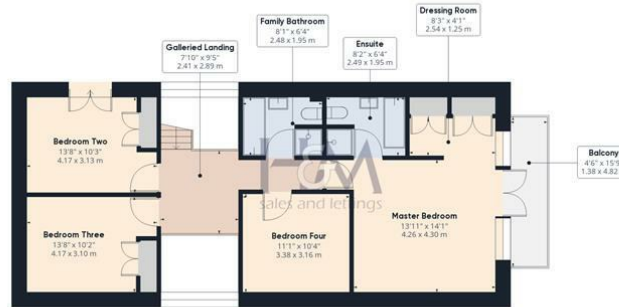 Dressing Room
8'3" x 4'1"
2.54 x 1.25 m
Family Bathroom
8'1" x 6'4"
2.48 x 1.95 m
Ensuite
8'2" x 6'4"
2.49 x 1.95 m
Galleried Landing
7'10" x 9'5"
2.41 x 2.89 m
Bedroom Two
13'8" x 10'3"
4.17 x 3.13 m
Balcony
4'6" x 15'9
1.38 x 4.82
H&M
sales and lettings
Master Bedroom
13'11" x 14'1"
4.26 x 4.30 m
Bedroom Three
13'8" x 10'2"
4.17 x 3.10 m
Bedroom Four
11'1" x 10'4"
3.38 x 3.16 m